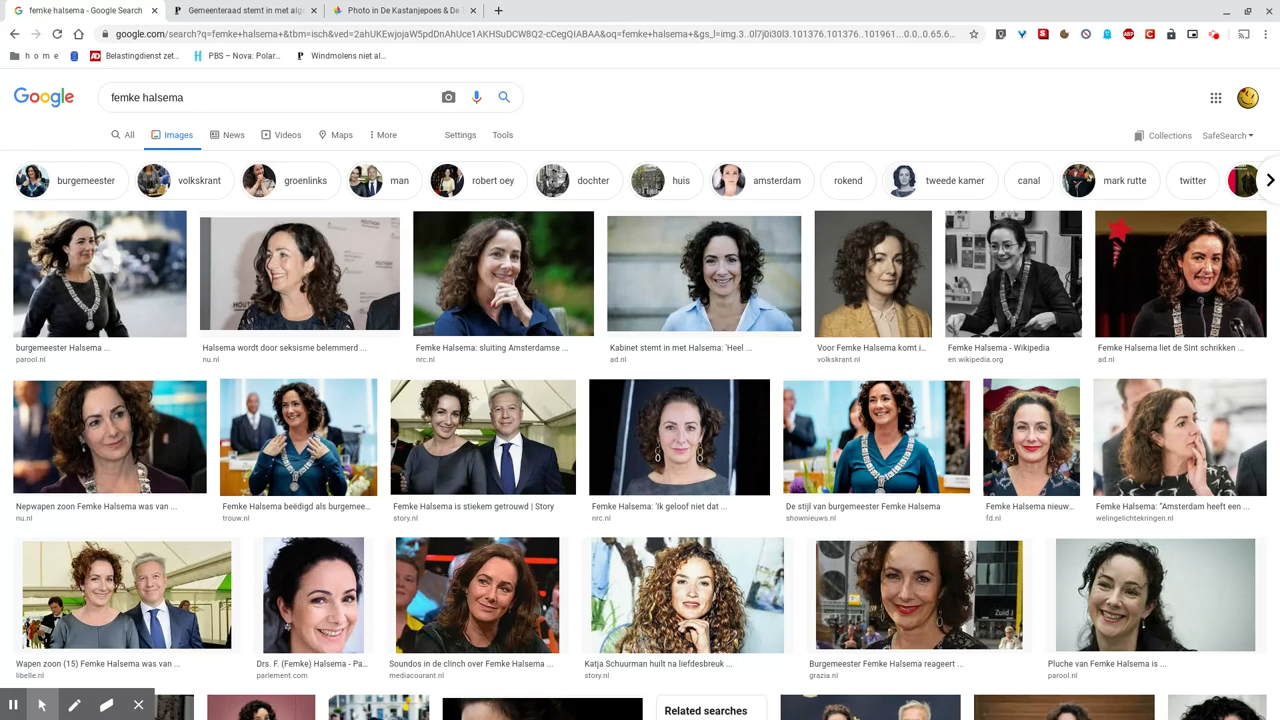 femke halsema - Google Search
Gemeenteraad stemt in met alge
Photo in De Kastanjepoes & De
google.com/search?q=femke+halsema+&tbm=isch&ved=2ahUKEwjojaW5pdDnAhUce1AKHSuDCW8Q2-cCegQIABAA&oq=femke+halsema+&gs_l=img.3..0l7j0i30l3.101376.101376..101961...0.0..0.65.6...
h o m e
Belastingdienst zet...
PBS – Nova: Polar...
Windmolens niet al...
Google
femke halsema
All
Images
News
Videos
Maps
More
Settings
Tools
Collections
SafeSearch
burgemeester
volkskrant
groenlinks
man
robert oey
dochter
huis
amsterdam
rokend
tweede kamer
canal
mark rutte
twitter
burgemeester Halsema ...
parool.nl
Halsema wordt door seksisme belemmerd ...
nu.nl
Femke Halsema: sluiting Amsterdamse ...
nrc.nl
Kabinet stemt in met Halsema: 'Heel ...
ad.nl
Voor Femke Halsema komt i...
volkskrant.nl
Femke Halsema - Wikipedia
en.wikipedia.org
Femke Halsema liet de Sint schrikken ...
ad.nl
Nepwapen zoon Femke Halsema was van ...
nu.nl
Femke Halsema beëdigd als burgemee...
trouw.nl
Femke Halsema is stiekem getrouwd | Story
story.nl
Femke Halsema: 'Ik geloof niet dat ...
nrc.nl
De stijl van burgemeester Femke Halsema
shownieuws.nl
Femke Halsema nieuw...
fd.nl
Femke Halsema: "Amsterdam heeft een ...
welingelichtekringen.nl
Zuid J
Wapen zoon (15) Femke Halsema was van ...
libelle.nl
Drs. F. (Femke) Halsema - Pa...
parlement.com
Soundos in de clinch over Femke Halsema ...
mediacourant.nl
Katja Schuurman huilt na liefdesbreuk ...
story.nl
Burgemeester Femke Halsema reageert ...
grazia.nl
Pluche van Femke Halsema is ...
parool.nl
Related searches